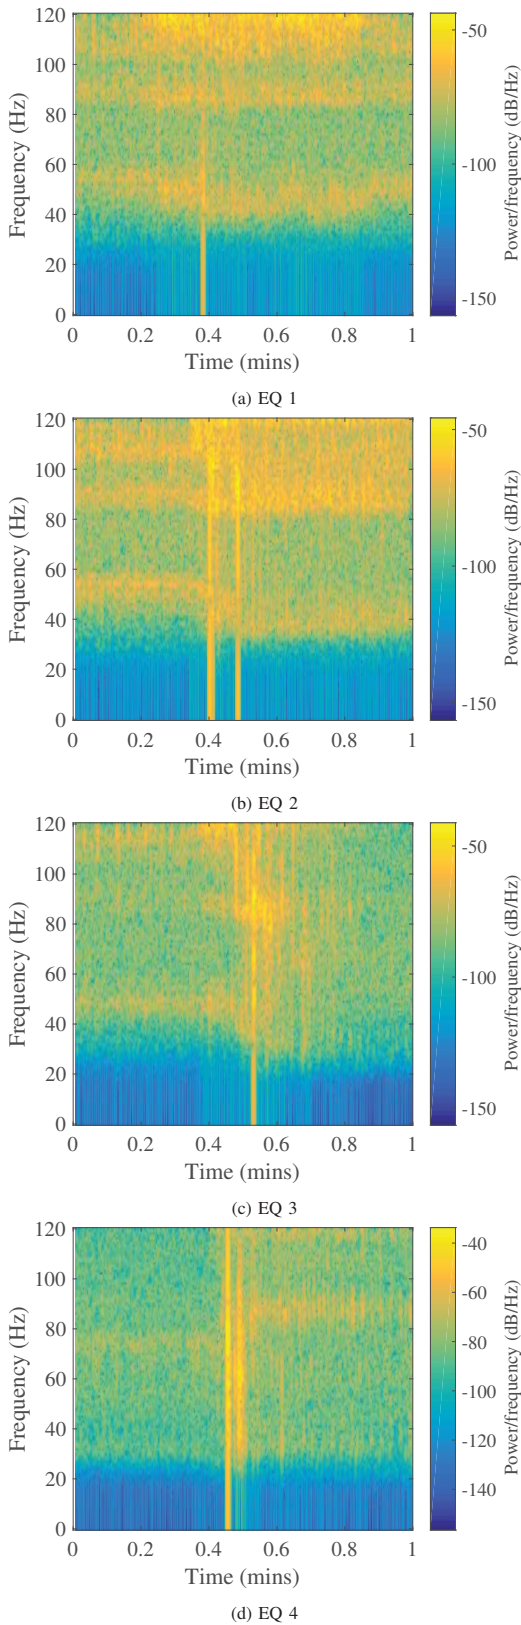 120
100
80
60
40
20
0
Frequency (Hz)
0 0.2 0.4 0.6 0.8 1
Time (mins)
-50
-100
-150
Power/frequency (dB/Hz)
(a) EQ 1
120
100
80
60
40
20
0
Frequency (Hz)
0 0.2 0.4 0.6 0.8 1
Time (mins)
-50
-100
-150
Power/frequency (dB/Hz)
(b) EQ 2
120
100
80
60
40
20
0
Frequency (Hz)
0 0.2 0.4 0.6 0.8 1
Time (mins)
-50
-100
-150
Power/frequency (dB/Hz)
(c) EQ 3
120
100
80
60
40
20
0
Frequency (Hz)
0 0.2 0.4 0.6 0.8 1
Time (mins)
-40
-60
-80
-100
-120
-140
Power/frequency (dB/Hz)
(d) EQ 4